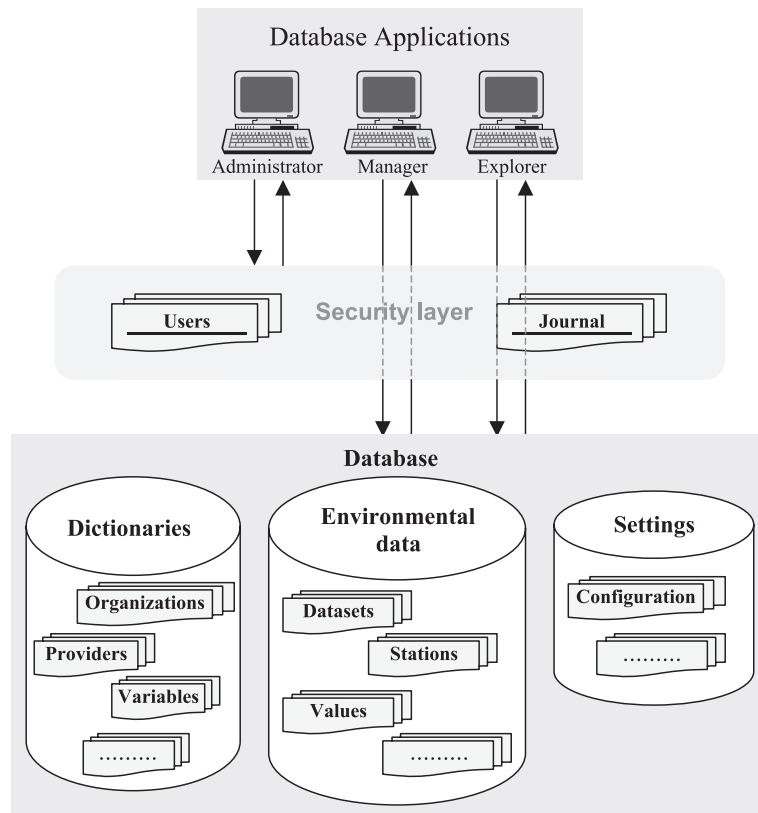 Database Applications
Administrator
Manager
Explorer
Users
Security layer
Journal
Database
Dictionaries
Environmental
data
Settings
Organizations
Providers
Variables
.........
Datasets
Stations
Values
.........
Configuration
.........